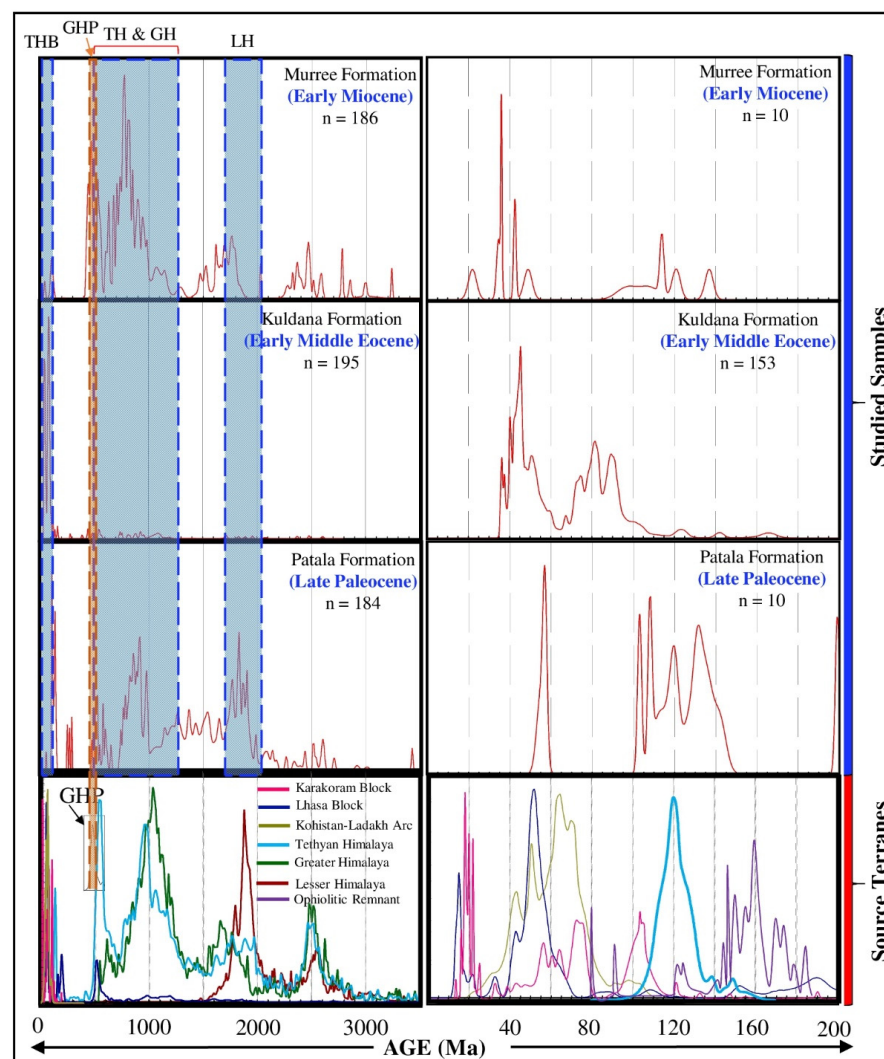 THB
GHP
TH & GH
LH
Murree Formation
(Early Miocene)
n = 186
Murree Formation
(Early Miocene)
n = 10
Kuldana Formation
(Early Middle Eocene)
n = 195
Kuldana Formation
(Early Middle Eocene)
n = 153
Patala Formation
(Late Paleocene)
n = 184
Patala Formation
(Late Paleocene)
n = 10
Studied Samples
GHP
Karakoram Block
Lhasa Block
Kohistan-Ladakh Arc
Tethyan Himalaya
Greater Himalaya
Lesser Himalaya
Ophiolitic Remnant
Source Terranes
0 1000 2000 3000 40 80 120 160 200
AGE (Ma)